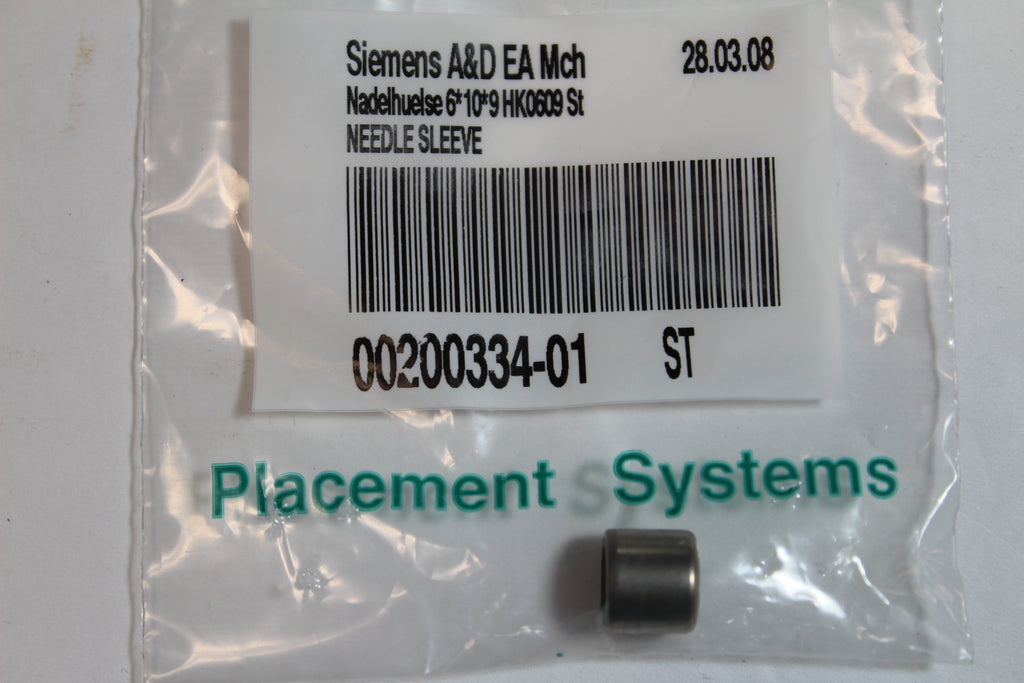 Siemens A&D EA Mch 28.03.08
Nadelhuelse 6*10*9 HK0609 St
NEEDLE SLEEVE
00200334-01 ST
Placement Systems